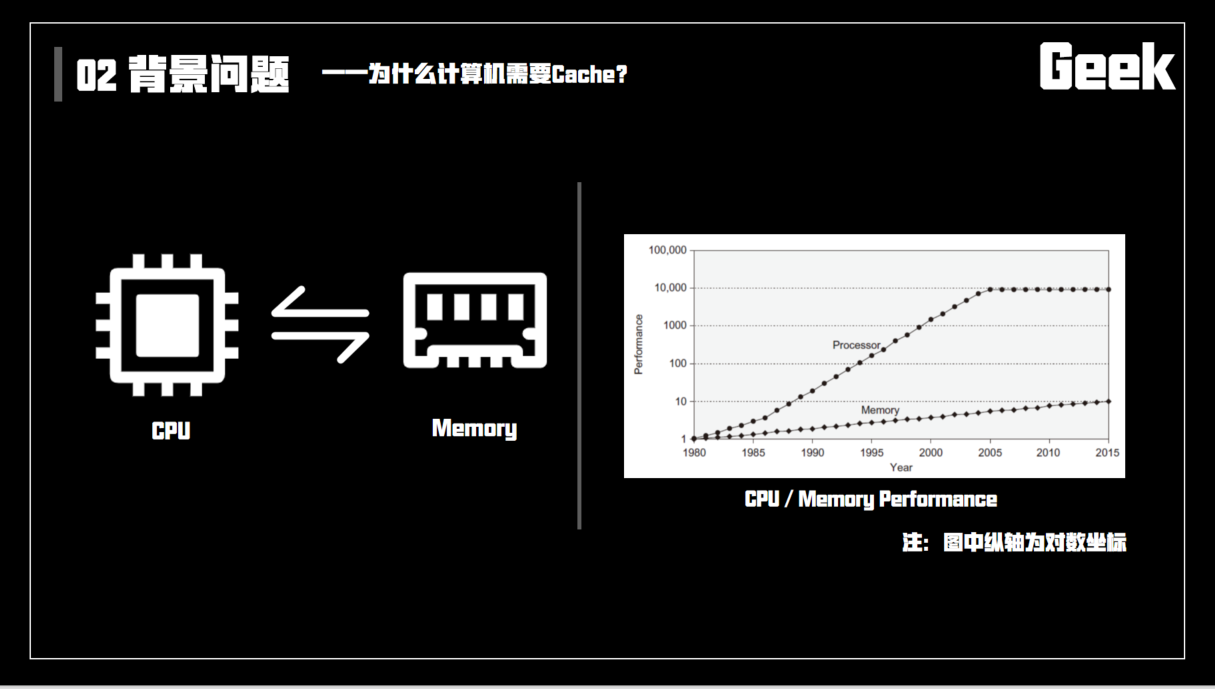 02 背景问题 ——为什么计算机需要Cache?
Geek
CPU
Memory
100,000
10,000
1000
100
10
1
Performance
Processor
Memory
1980 1985 1990 1995 2000 2005 2010 2015
Year
CPU / Memory Performance
注：图中纵轴为对数坐标